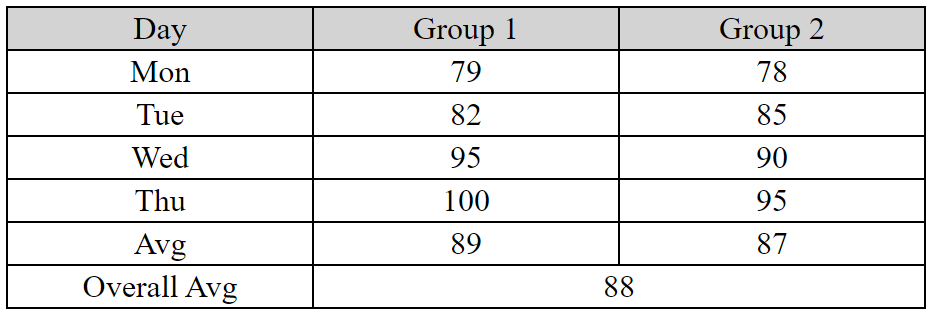 Day Group 1 Group 2
Mon 79 78
Tue 82 85
Wed 95 90
Thu 100 95
Avg 89 87
Overall Avg 88